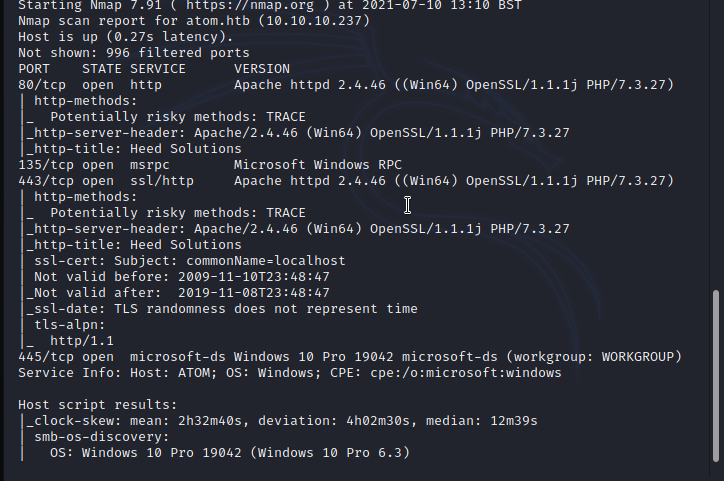 Starting Nmap 7.91 ( https://nmap.org ) at 2021-07-10 13:10 BST
Nmap scan report for atom.htb (10.10.10.237)
Host is up (0.27s latency).
Not shown: 996 filtered ports
PORT    STATE SERVICE      VERSION
80/tcp  open  http         Apache httpd 2.4.46 ((Win64) OpenSSL/1.1.1j PHP/7.3.27)
| http-methods:
|_  Potentially risky methods: TRACE
|_http-server-header: Apache/2.4.46 (Win64) OpenSSL/1.1.1j PHP/7.3.27
|_http-title: Heed Solutions
135/tcp open  msrpc        Microsoft Windows RPC
443/tcp open  ssl/http     Apache httpd 2.4.46 ((Win64) OpenSSL/1.1.1j PHP/7.3.27)
| http-methods:
|_  Potentially risky methods: TRACE
|_http-server-header: Apache/2.4.46 (Win64) OpenSSL/1.1.1j PHP/7.3.27
|_http-title: Heed Solutions
| ssl-cert: Subject: commonName=localhost
| Not valid before: 2009-11-10T23:48:47
|_Not valid after:  2019-11-08T23:48:47
|_ssl-date: TLS randomness does not represent time
| tls-alpn:
|_  http/1.1
445/tcp open  microsoft-ds Windows 10 Pro 19042 microsoft-ds (workgroup: WORKGROUP)
Service Info: Host: ATOM; OS: Windows; CPE: cpe:/o:microsoft:windows

Host script results:
|_clock-skew: mean: 2h32m40s, deviation: 4h02m30s, median: 12m39s
| smb-os-discovery:
|   OS: Windows 10 Pro 19042 (Windows 10 Pro 6.3)